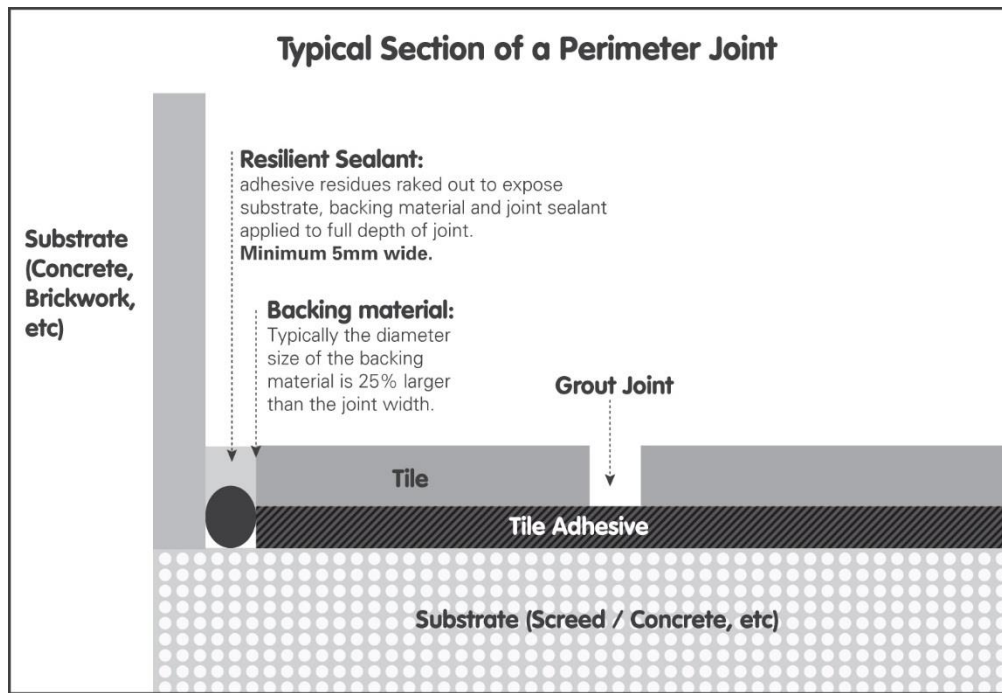 Typical Section of a Perimeter Joint
Resilient Sealant:
adhesive residues raked out to expose
substrate, backing material and joint sealant
applied to full depth of joint.
Minimum 5mm wide.
Substrate
(Concrete,
Brickwork,
etc)
Backing material:
Typically the diameter
size of the backing
material is 25% larger
than the joint width.
Grout Joint
Tile
Tile Adhesive
Substrate (Screed / Concrete, etc)